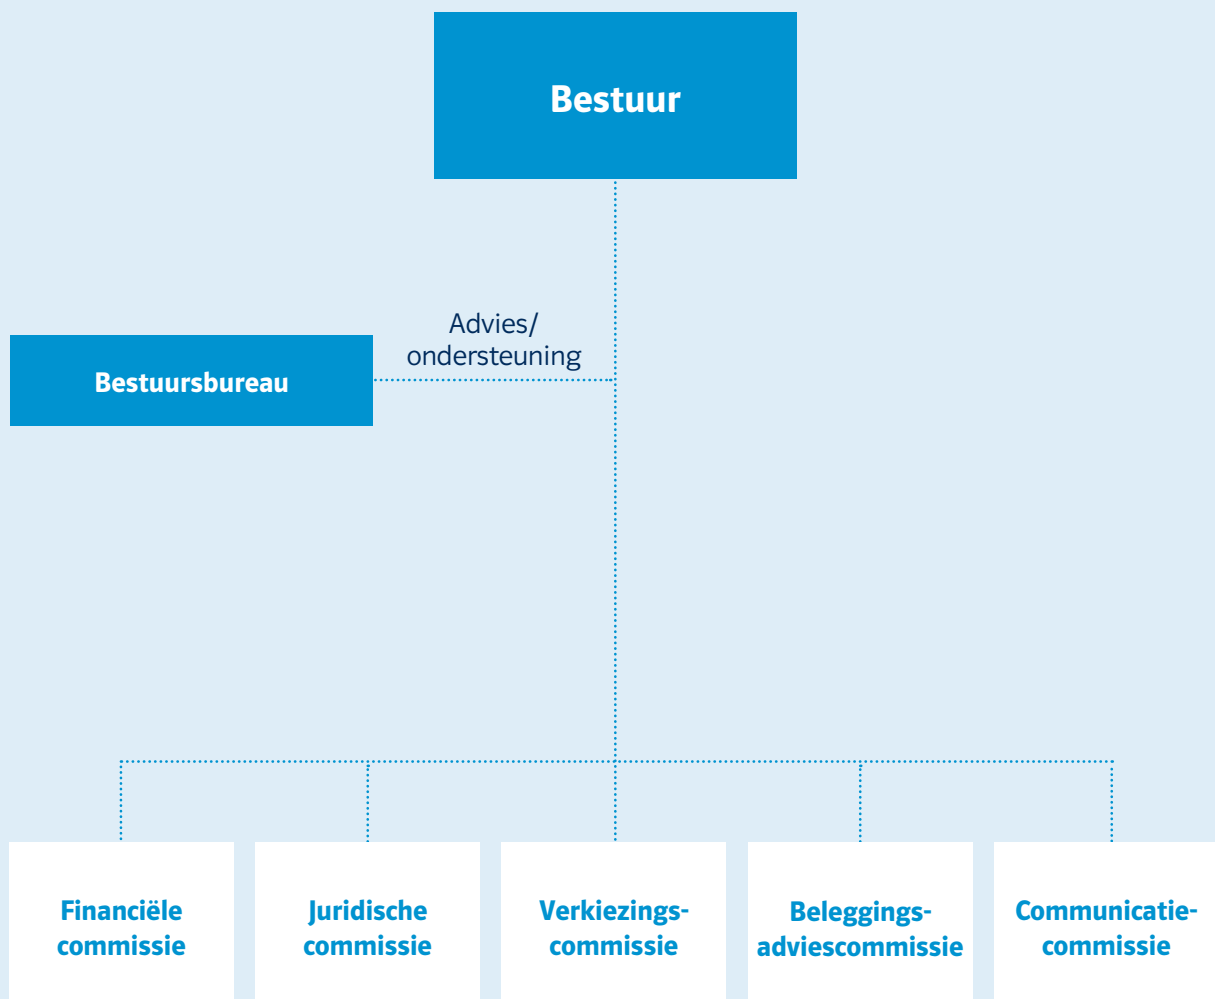 Bestuur
Advies/
ondersteuning
Bestuursbureau
Financiële
commissie
Juridische
commissie
Verkiezings-
commissie
Beleggings-
adviescommissie
Communicatie-
commissie